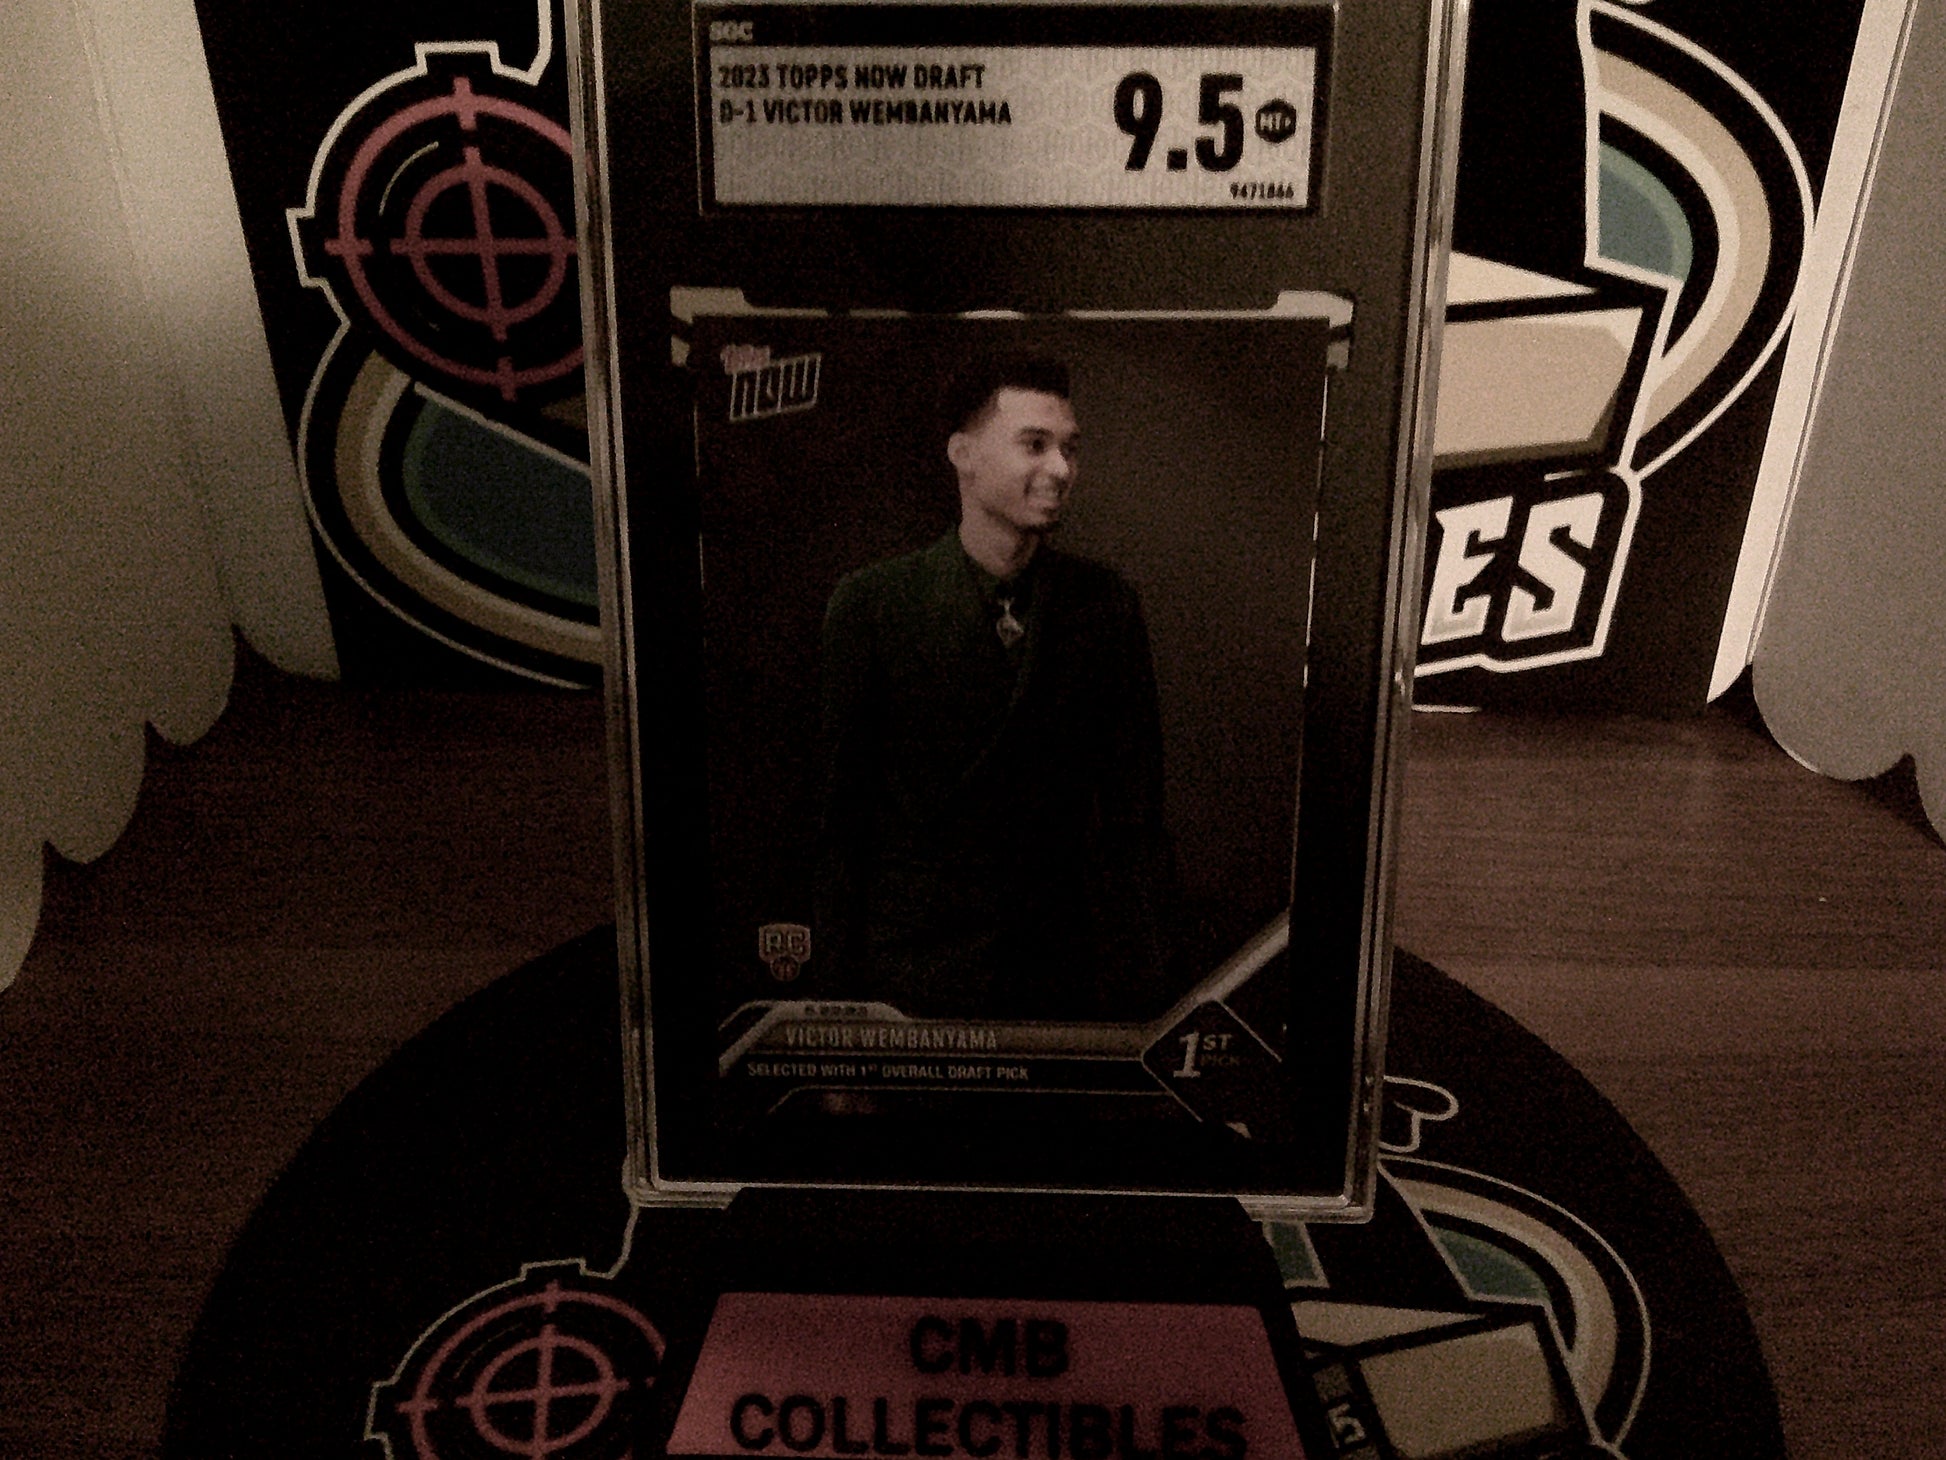 SGC
2023 TOPPS NOW DRAFT
D-1 VICTOR WEMBANYAMA
9.5
MT+
9471866
Topps
NOW
ES
RC
VICTOR WEMBANYAMA
SELECTED WITH 1ST OVERALL DRAFT PICK
1ST
PICK
CMB
COLLECTIBLES